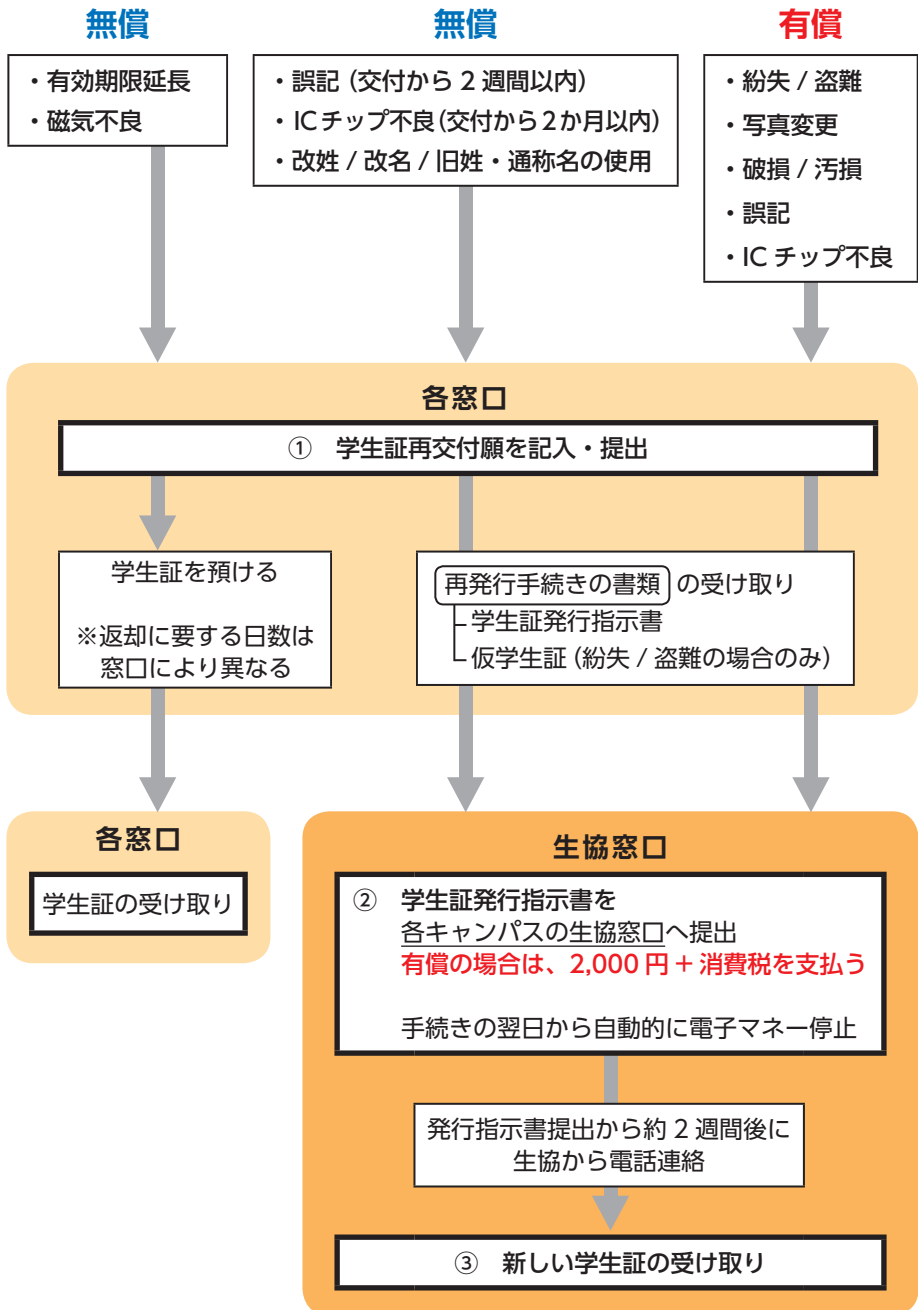 無償
・有効期限延長
・磁気不良
無償
・誤記（交付から 2 週間以内）
・ICチップ不良（交付から2か月以内）
・改姓 / 改名 / 旧姓・通称名の使用
有償
・紛失 / 盗難
・写真変更
・破損 / 汚損
・誤記
・IC チップ不良
各窓口
① 学生証再交付願を記入・提出
学生証を預ける
※返却に要する日数は
窓口により異なる
再発行手続きの書類 の受け取り
学生証発行指示書
仮学生証（紛失 / 盗難の場合のみ）
各窓口
学生証の受け取り
生協窓口
② 学生証発行指示書を
各キャンパスの生協窓口へ提出
有償の場合は、2,000 円 + 消費税を支払う
手続きの翌日から自動的に電子マネー停止
発行指示書提出から約 2 週間後に
生協から電話連絡
③ 新しい学生証の受け取り